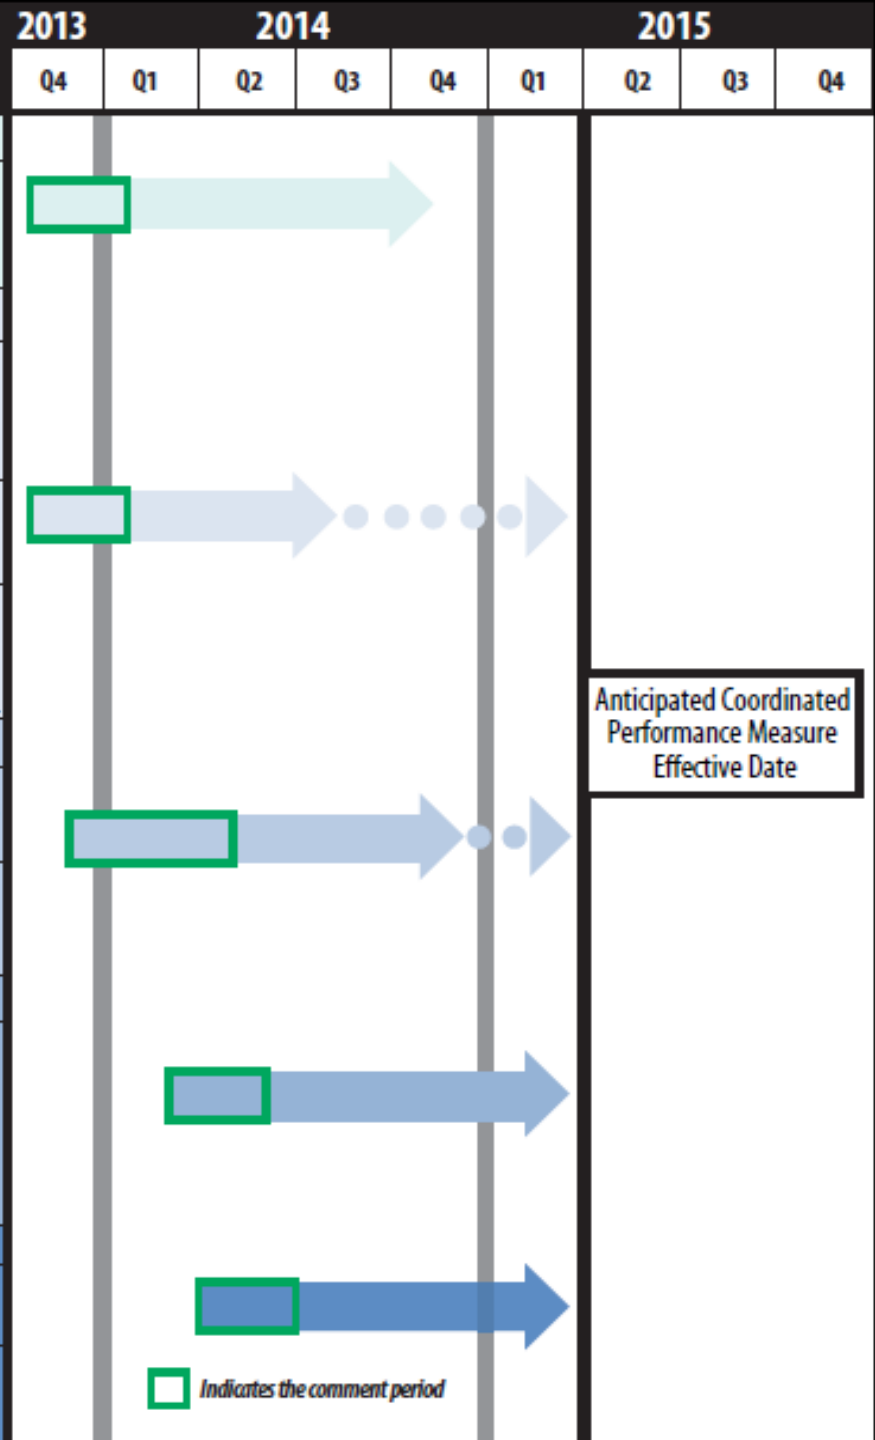 2013 2014 2015
Q4 Q1 Q2 Q3 Q4 Q1 Q2 Q3 Q4
Anticipated Coordinated
Performance Measure
Effective Date
Indicates the comment period